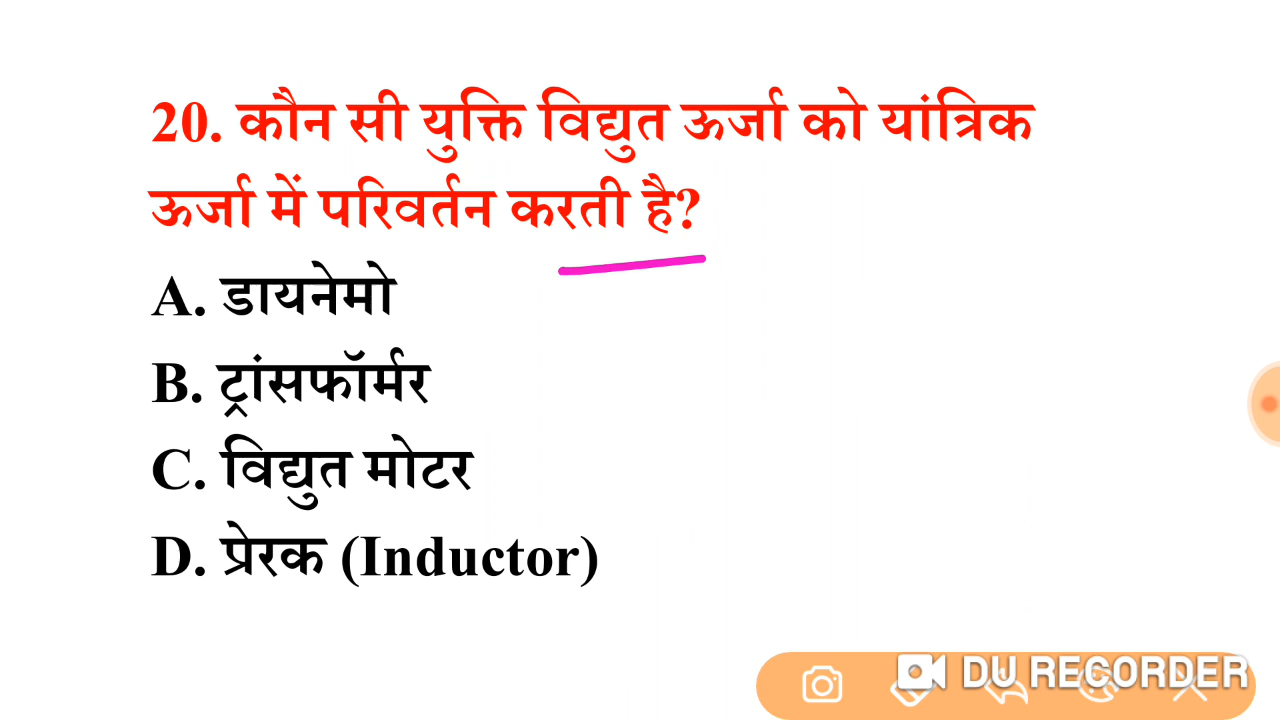 20. कौन सी युक्ति विद्युत ऊर्जा को यांत्रिक
ऊर्जा में परिवर्तन करती है?
A. डायनेमो
B. ट्रांसफॉर्मर
C. विद्युत मोटर
D. प्रेरक (Inductor)
DU RECORDER